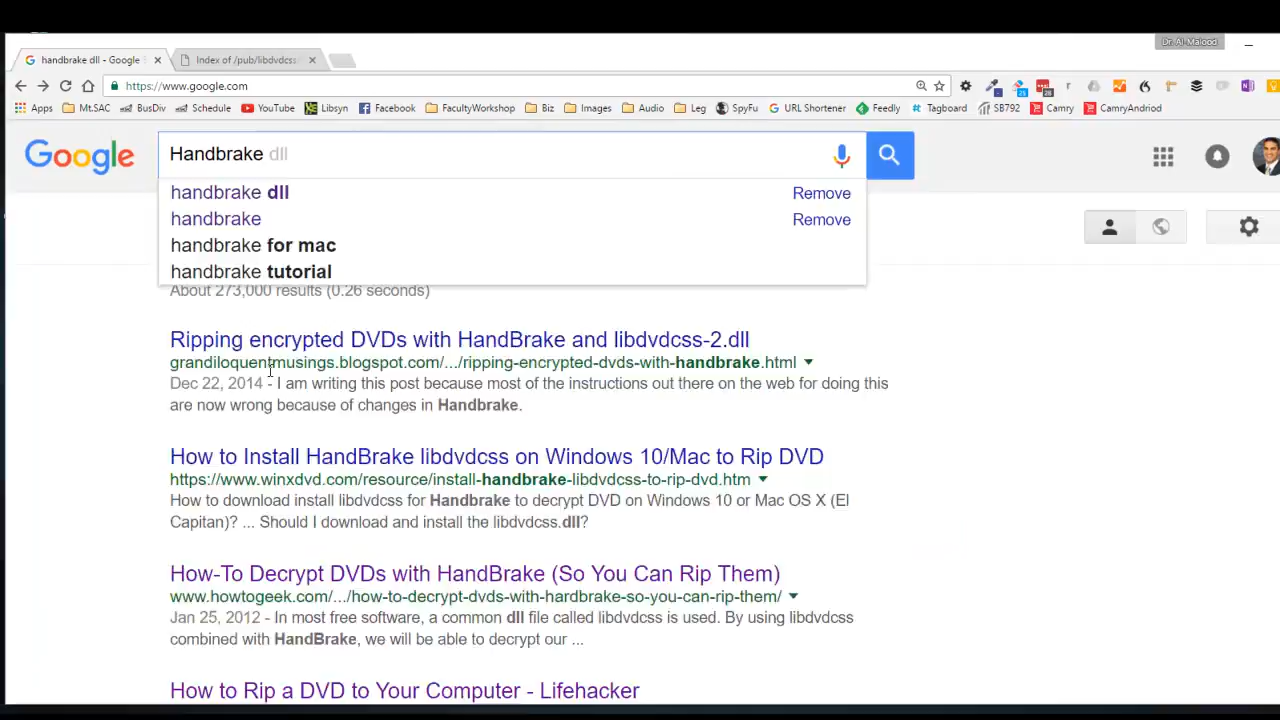 Dr. Al-Malood
handbrake dll - Google
Index of /pub/libdvdcss
https://www.google.com
Apps Mt.SAC BusDiv Schedule YouTube Libsyn Facebook FacultyWorkshop Biz Images Audio Leg SpyFu URL Shortener Feedly Tagboard SB792 Camry CamryAndriod
Google
Handbrake dll
handbrake dll Remove
handbrake Remove
handbrake for mac
handbrake tutorial
About 273,000 results (0.26 seconds)
Ripping encrypted DVDs with HandBrake and libdvdcss-2.dll
grandiloquentmusings.blogspot.com/.../ripping-encrypted-dvds-with-handbrake.html
Dec 22, 2014 - I am writing this post because most of the instructions out there on the web for doing this
are now wrong because of changes in Handbrake.
How to Install HandBrake libdvdcss on Windows 10/Mac to Rip DVD
https://www.winxdvd.com/resource/install-handbrake-libdvdcss-to-rip-dvd.htm
How to download install libdvdcss for Handbrake to decrypt DVD on Windows 10 or Mac OS X (El
Capitan)? ... Should I download and install the libdvdcss.dll?
How-To Decrypt DVDs with HandBrake (So You Can Rip Them)
www.howtogeek.com/.../how-to-decrypt-dvds-with-hardbrake-so-you-can-rip-them/
Jan 25, 2012 - In most free software, a common dll file called libdvdcss is used. By using libdvdcss
combined with HandBrake, we will be able to decrypt our ...
How to Rip a DVD to Your Computer - Lifehacker